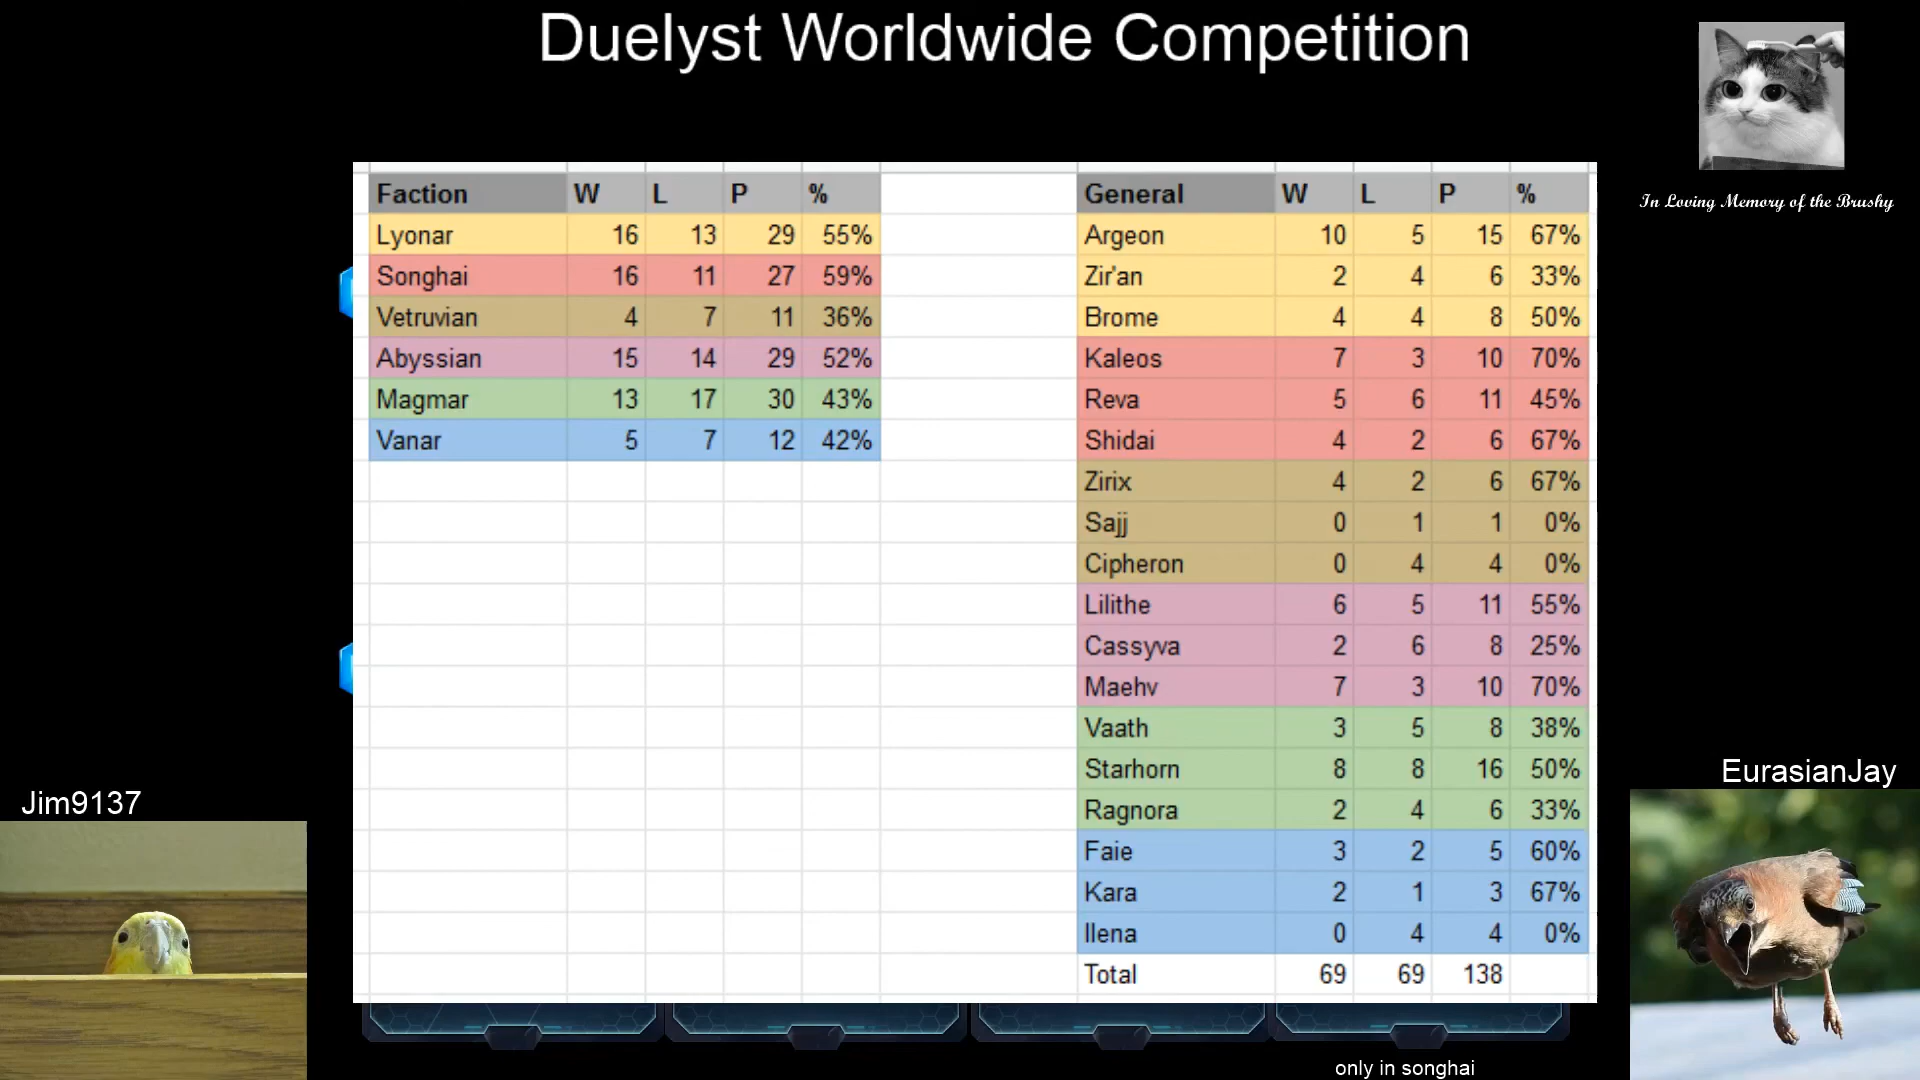 Duelyst Worldwide Competition
In Loving Memory of the Brushy
Faction W L P %
Lyonar 16 13 29 55%
Songhai 16 11 27 59%
Vetruvian 4 7 11 36%
Abyssian 15 14 29 52%
Magmar 13 17 30 43%
Vanar 5 7 12 42%
General W L P %
Argeon 10 5 15 67%
Zir'an 2 4 6 33%
Brome 4 4 8 50%
Kaleos 7 3 10 70%
Reva 5 6 11 45%
Shidai 4 2 6 67%
Zirix 4 2 6 67%
Sajj 0 1 1 0%
Cipheron 0 4 4 0%
Lilithe 6 5 11 55%
Cassyva 2 6 8 25%
Maehv 7 3 10 70%
Vaath 3 5 8 38%
Starhorn 8 8 16 50%
Ragnora 2 4 6 33%
Faie 3 2 5 60%
Kara 2 1 3 67%
Ilena 0 4 4 0%
Total 69 69 138
Jim9137
EurasianJay
only in songhai